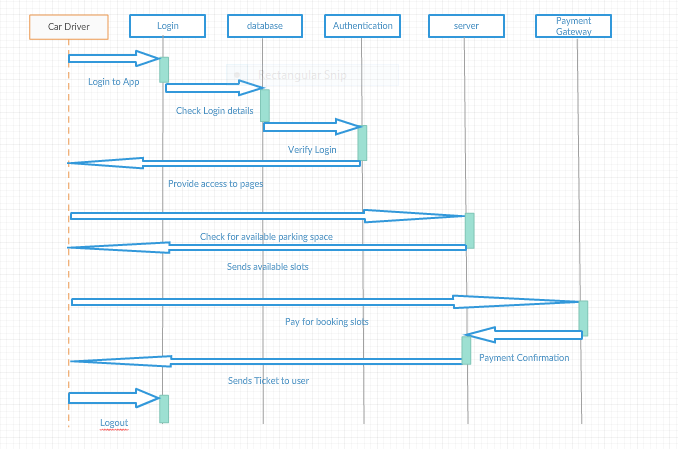 Car Driver
Login
database
Authentication
server
Payment
Gateway
Rectangular Snip
Login to App
Check Login details
Verify Login
Provide access to pages
Check for available parking space
Sends available slots
Pay for booking slots
Payment Confirmation
Sends Ticket to user
Logout